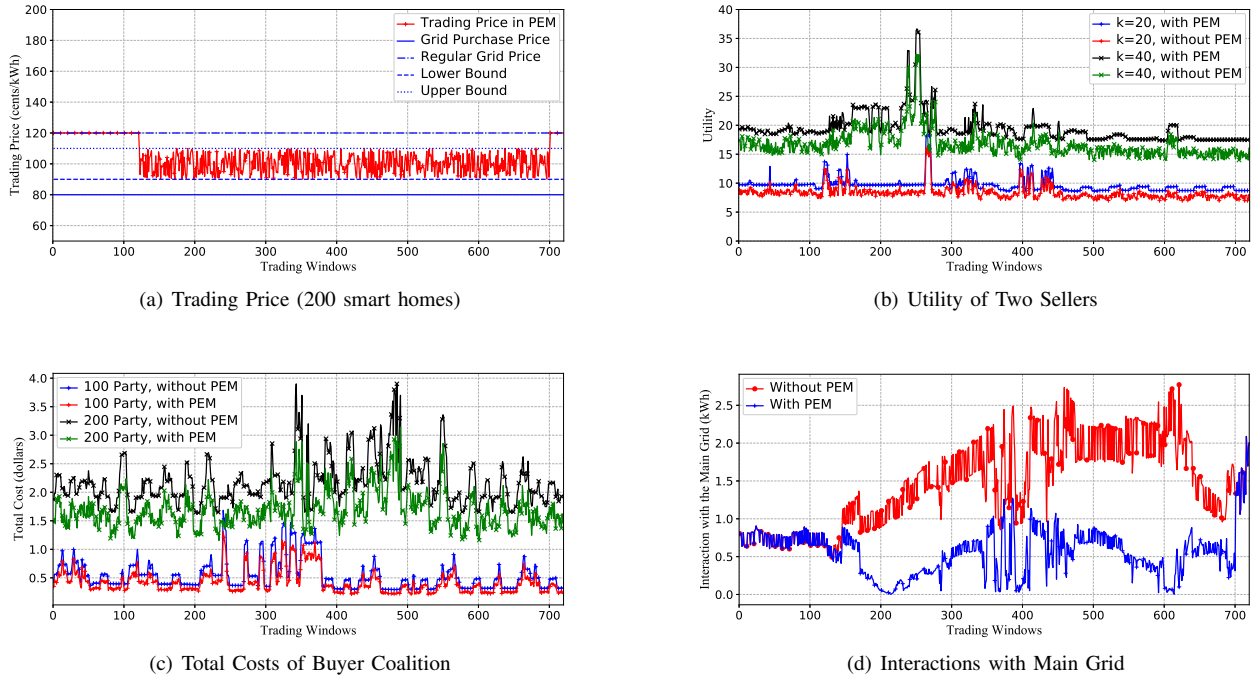 200
180
160
140
120
100
80
60
0 100 200 300 400 500 600 700
Trading Price (cents/kWh)
Trading Windows
Trading Price in PEM
Grid Purchase Price
Regular Grid Price
Lower Bound
Upper Bound
(a) Trading Price (200 smart homes)
40
35
30
25
20
15
10
5
0
0 100 200 300 400 500 600 700
Utility
Trading Windows
k=20, with PEM
k=20, without PEM
k=40, with PEM
k=40, without PEM
(b) Utility of Two Sellers
4.0
3.5
3.0
2.5
2.0
1.5
1.0
0.5
0 100 200 300 400 500 600 700
Total Cost (dollars)
Trading Windows
100 Party, without PEM
100 Party, with PEM
200 Party, without PEM
200 Party, with PEM
(c) Total Costs of Buyer Coalition
2.5
2.0
1.5
1.0
0.5
0.0
0 100 200 300 400 500 600 700
Interaction with the Main Grid (kWh)
Trading Windows
Without PEM
With PEM
(d) Interactions with Main Grid